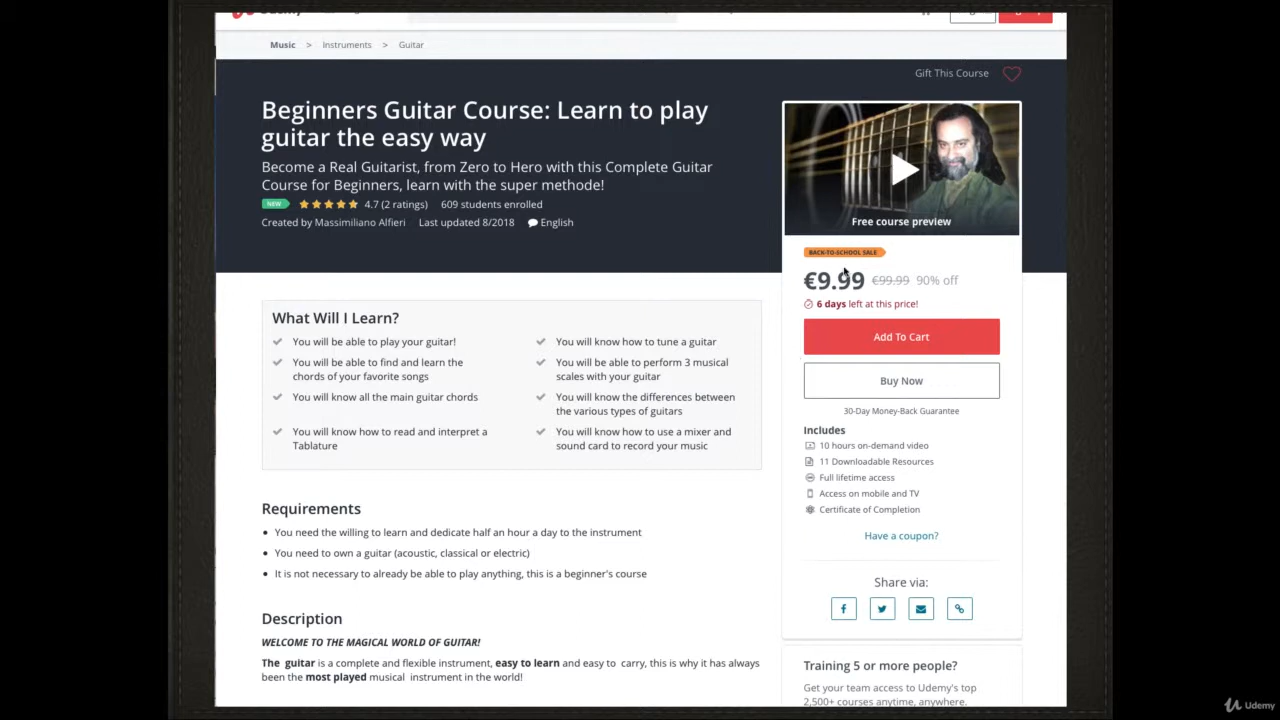 Music > Instruments > Guitar
Gift This Course
Beginners Guitar Course: Learn to play
guitar the easy way
Become a Real Guitarist, from Zero to Hero with this Complete Guitar
Course for Beginners, learn with the super methode!
NEW 4.7 (2 ratings) 609 students enrolled
Created by Massimiliano Alfieri Last updated 8/2018 English
Free course preview
BACK-TO-SCHOOL SALE
€9.99 €99.99 90% off
6 days left at this price!
Add To Cart
Buy Now
30-Day Money-Back Guarantee
Includes
10 hours on-demand video
11 Downloadable Resources
Full lifetime access
Access on mobile and TV
Certificate of Completion
Have a coupon?
Share via:
Training 5 or more people?
Get your team access to Udemy's top
2,500+ courses anytime, anywhere.
What Will I Learn?
You will be able to play your guitar!
You will be able to find and learn the
chords of your favorite songs
You will know all the main guitar chords
You will know how to read and interpret a
Tablature
You will know how to tune a guitar
You will be able to perform 3 musical
scales with your guitar
You will know the differences between
the various types of guitars
You will know how to use a mixer and
sound card to record your music
Requirements
You need the willing to learn and dedicate half an hour a day to the instrument
You need to own a guitar (acoustic, classical or electric)
It is not necessary to already be able to play anything, this is a beginner's course
Description
WELCOME TO THE MAGICAL WORLD OF GUITAR!
The guitar is a complete and flexible instrument, easy to learn and easy to carry, this is why it has always
been the most played musical instrument in the world!
Udemy